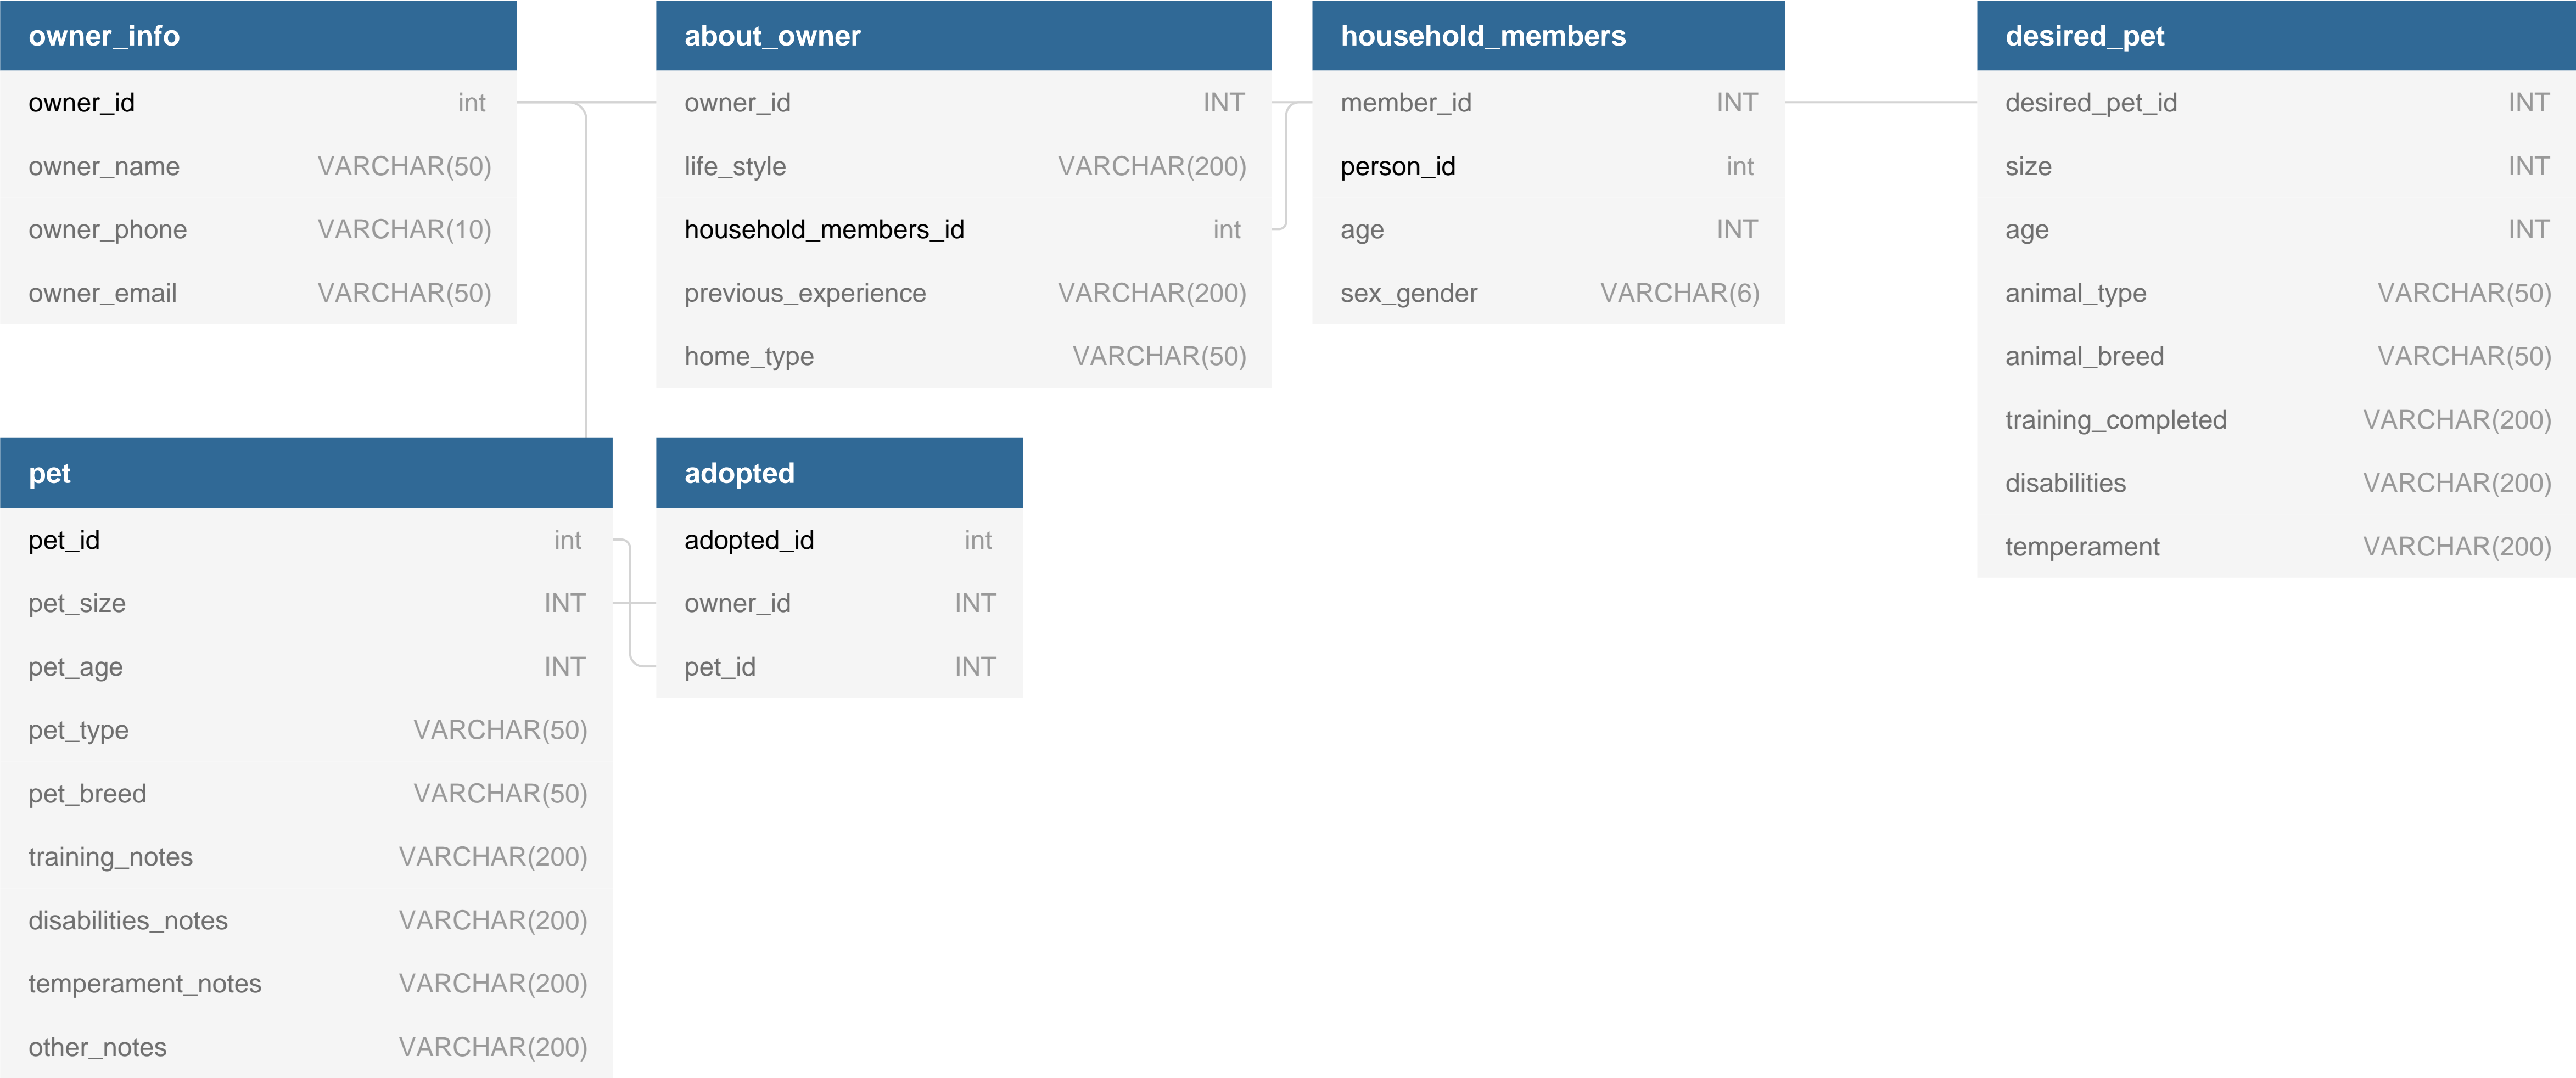 owner_info
owner_id int
owner_name VARCHAR(50)
owner_phone VARCHAR(10)
owner_email VARCHAR(50)
about_owner
owner_id INT
life_style VARCHAR(200)
household_members_id int
previous_experience VARCHAR(200)
home_type VARCHAR(50)
household_members
member_id INT
person_id int
age INT
sex_gender VARCHAR(6)
desired_pet
desired_pet_id INT
size INT
age INT
animal_type VARCHAR(50)
animal_breed VARCHAR(50)
training_completed VARCHAR(200)
disabilities VARCHAR(200)
temperament VARCHAR(200)
pet
pet_id int
pet_size INT
pet_age INT
pet_type VARCHAR(50)
pet_breed VARCHAR(50)
training_notes VARCHAR(200)
disabilities_notes VARCHAR(200)
temperament_notes VARCHAR(200)
other_notes VARCHAR(200)
adopted
adopted_id int
owner_id INT
pet_id INT